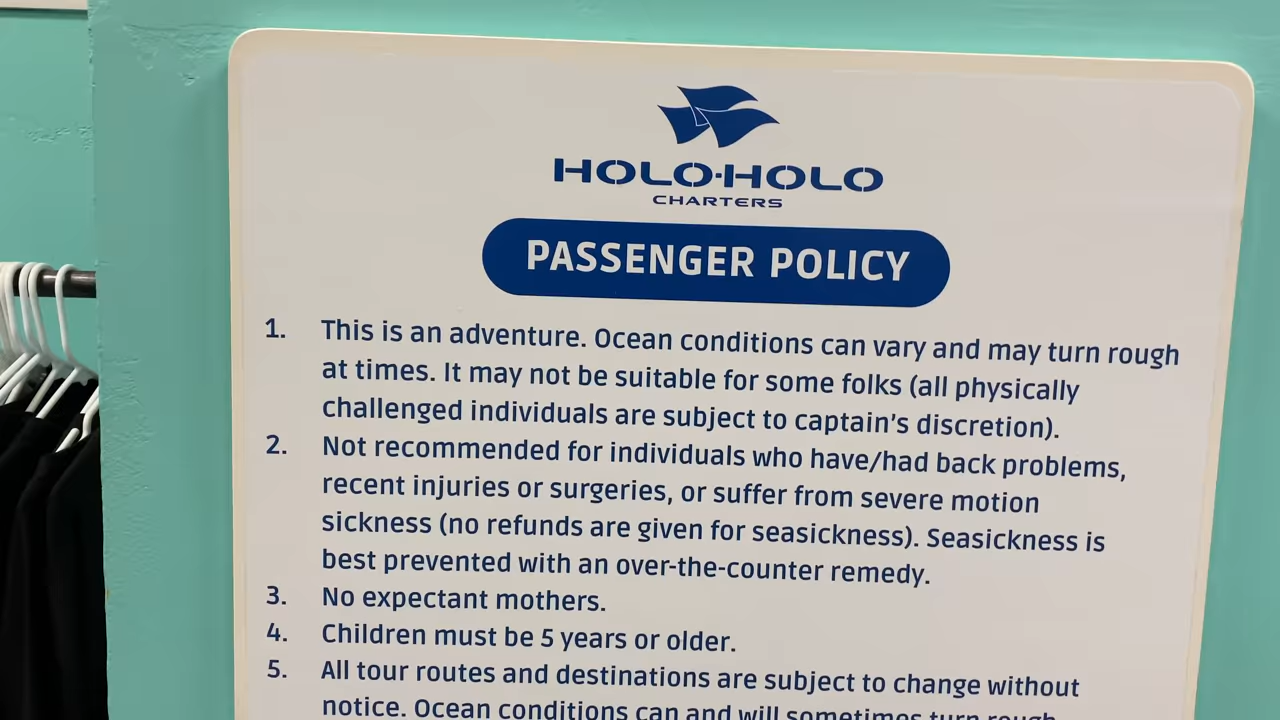 HOLO·HOLO
CHARTERS
PASSENGER POLICY
1. This is an adventure. Ocean conditions can vary and may turn rough
at times. It may not be suitable for some folks (all physically
challenged individuals are subject to captain's discretion).
2. Not recommended for individuals who have/had back problems,
recent injuries or surgeries, or suffer from severe motion
sickness (no refunds are given for seasickness). Seasickness is
best prevented with an over-the-counter remedy.
3. No expectant mothers.
4. Children must be 5 years or older.
5. All tour routes and destinations are subject to change without
notice. Ocean conditions can and will sometimes turn rough